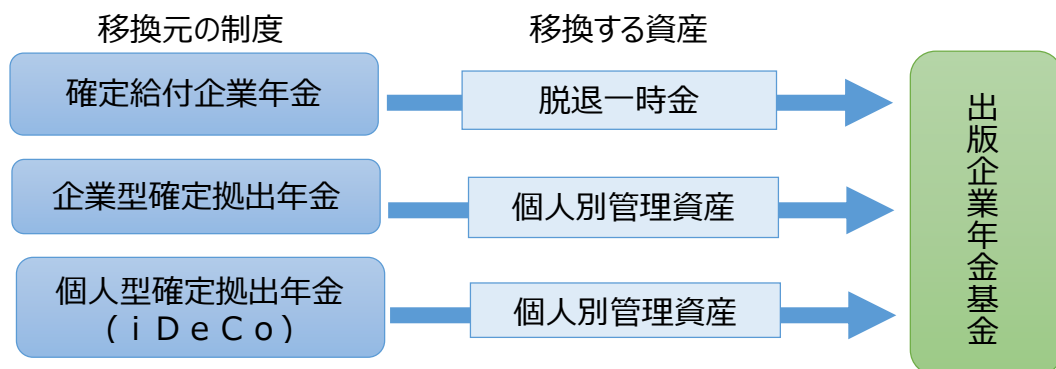 移換元の制度
移換する資産
確定給付企業年金
脱退一時金
企業型確定拠出年金
個人別管理資産
個人型確定拠出年金
(ｉＤｅＣｏ)
個人別管理資産
出版企業年金基金